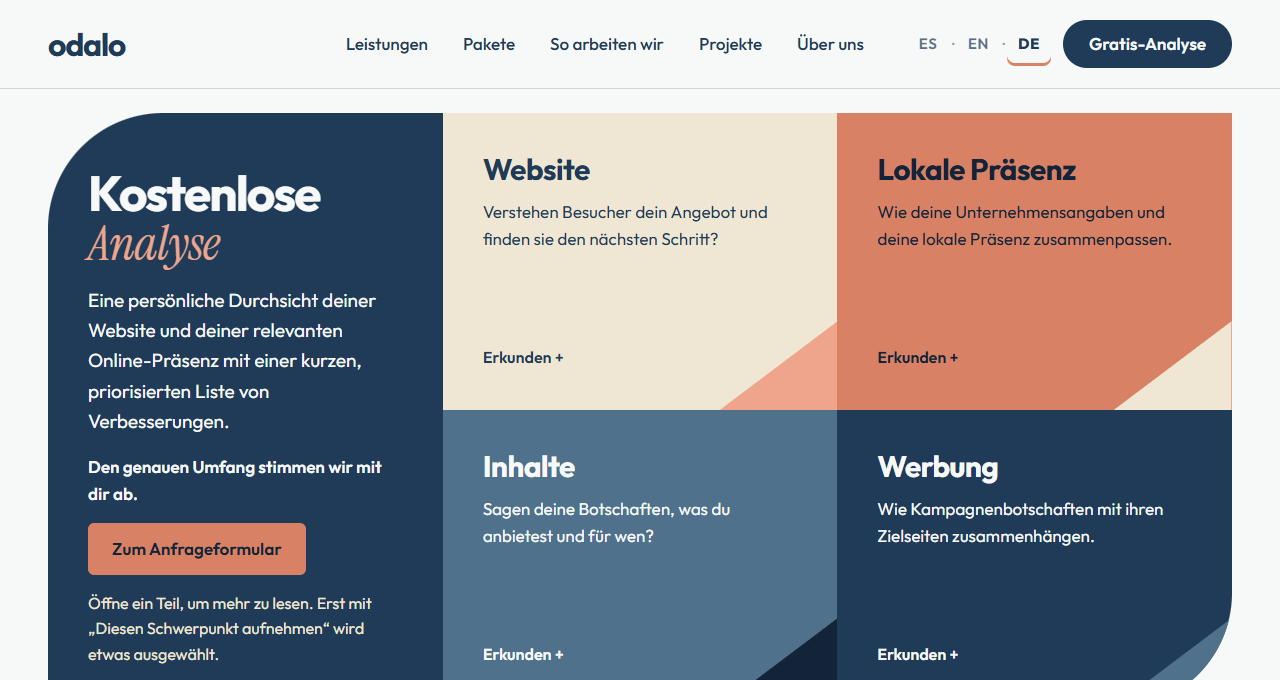 odalo
Leistungen
Pakete
So arbeiten wir
Projekte
Über uns
ES · EN · DE
Gratis-Analyse
Kostenlose
Analyse
Eine persönliche Durchsicht deiner
Website und deiner relevanten
Online-Präsenz mit einer kurzen,
priorisierten Liste von
Verbesserungen.
Den genauen Umfang stimmen wir mit
dir ab.
Zum Anfrageformular
Öffne ein Teil, um mehr zu lesen. Erst mit
„Diesen Schwerpunkt aufnehmen“ wird
etwas ausgewählt.
Website
Verstehen Besucher dein Angebot und
finden sie den nächsten Schritt?
Erkunden +
Lokale Präsenz
Wie deine Unternehmensangaben und
deine lokale Präsenz zusammenpassen.
Erkunden +
Inhalte
Sagen deine Botschaften, was du
anbietest und für wen?
Erkunden +
Werbung
Wie Kampagnenbotschaften mit ihren
Zielseiten zusammenhängen.
Erkunden +